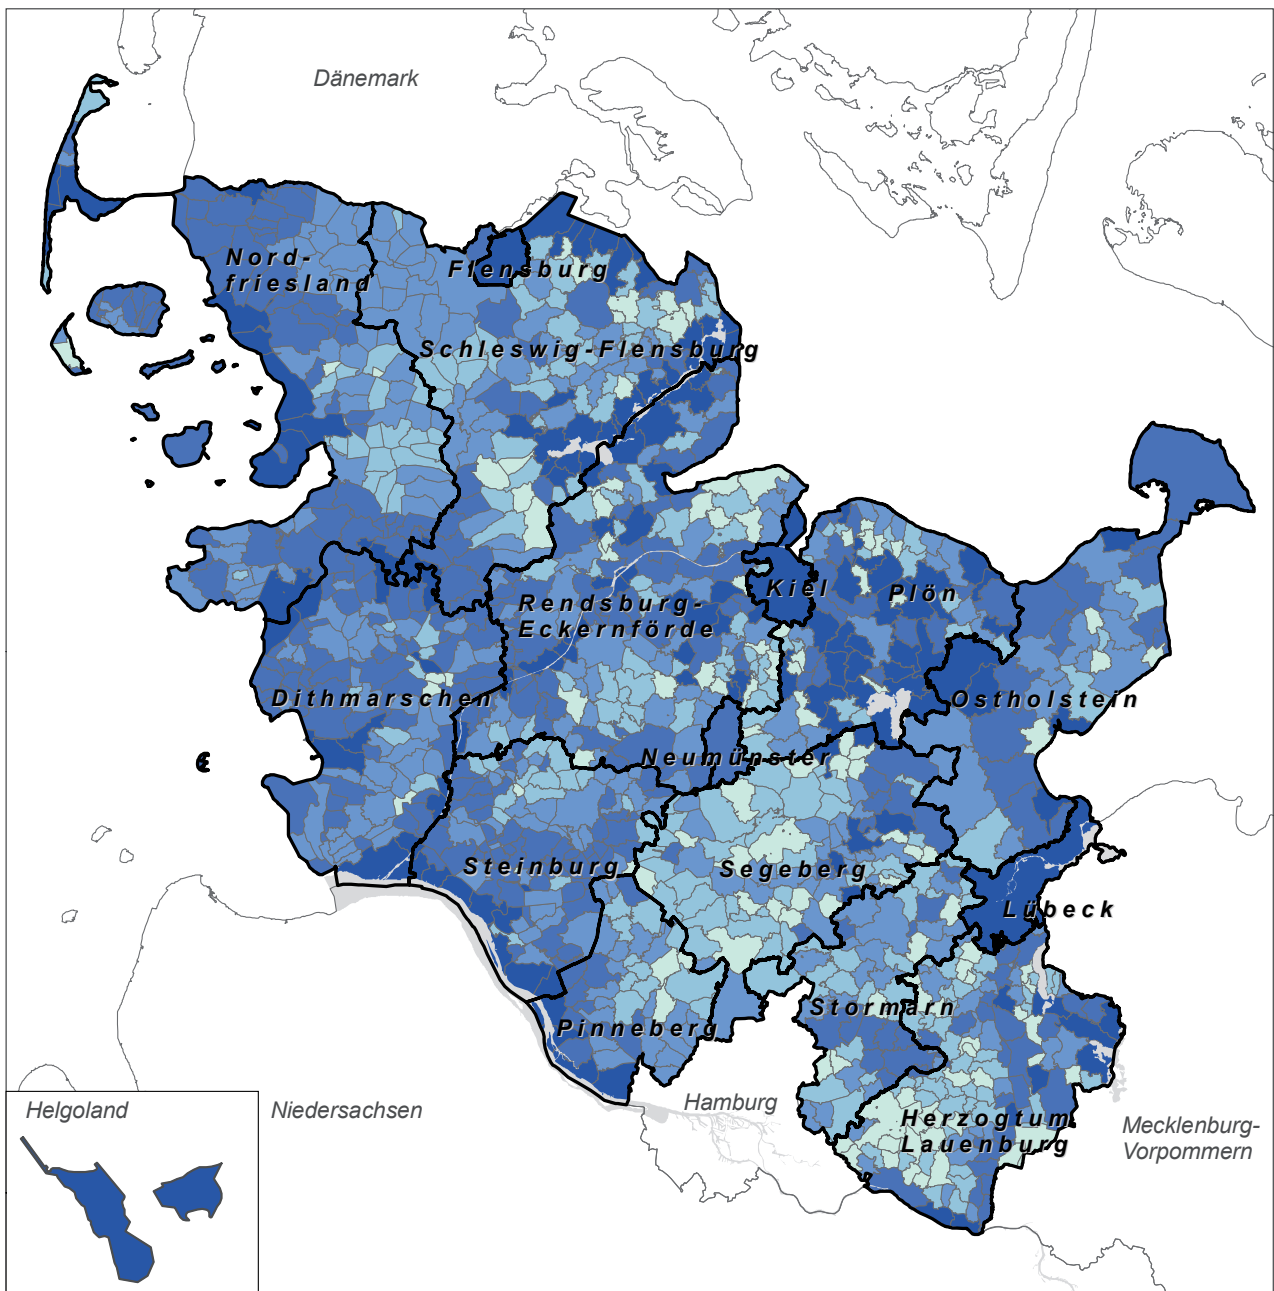 Dänemark
Nord-
friesland
Flensburg
Schleswig-Flensburg
Kiel
Plön
Rendsburg-
Eckernförde
Ostholstein
Dithmarschen
Neumünster
Steinburg
Segeberg
Lübeck
Stormarn
Pinneberg
Helgoland
Niedersachsen
Hamburg
Herzogtum
Lauenburg
Mecklenburg-
Vorpommern